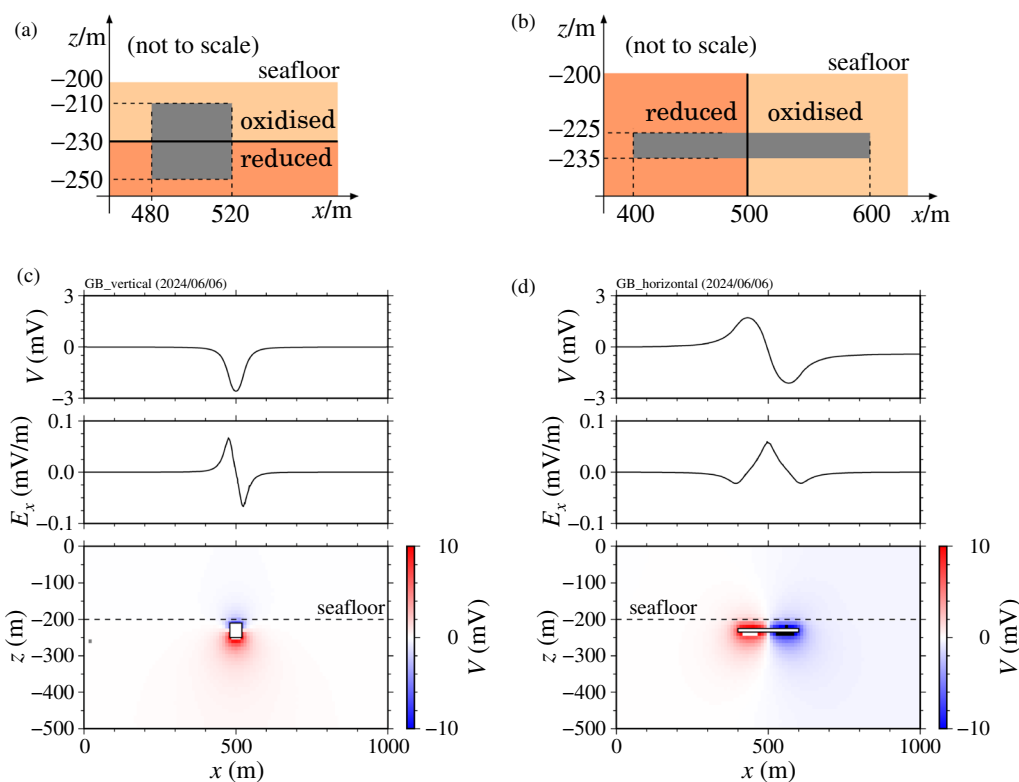 (a)
z/m
(not to scale)
seafloor
−200
−210
oxidised
−230
reduced
−250
480
520
x/m
(b)
z/m
(not to scale)
seafloor
−200
reduced
oxidised
−225
−235
400
500
600
x/m
(c)
GB_vertical (2024/06/06)
3
0
−3
V (mV)
0.1
0.0
−0.1
Eₓ (mV/m)
0
−100
−200
−300
−400
−500
z (m)
seafloor
0
500
1000
x (m)
10
0
−10
V (mV)
(d)
GB_horizontal (2024/06/06)
3
0
−3
V (mV)
0.1
0.0
−0.1
Eₓ (mV/m)
0
−100
−200
−300
−400
−500
z (m)
seafloor
0
500
1000
x (m)
10
0
−10
V (mV)